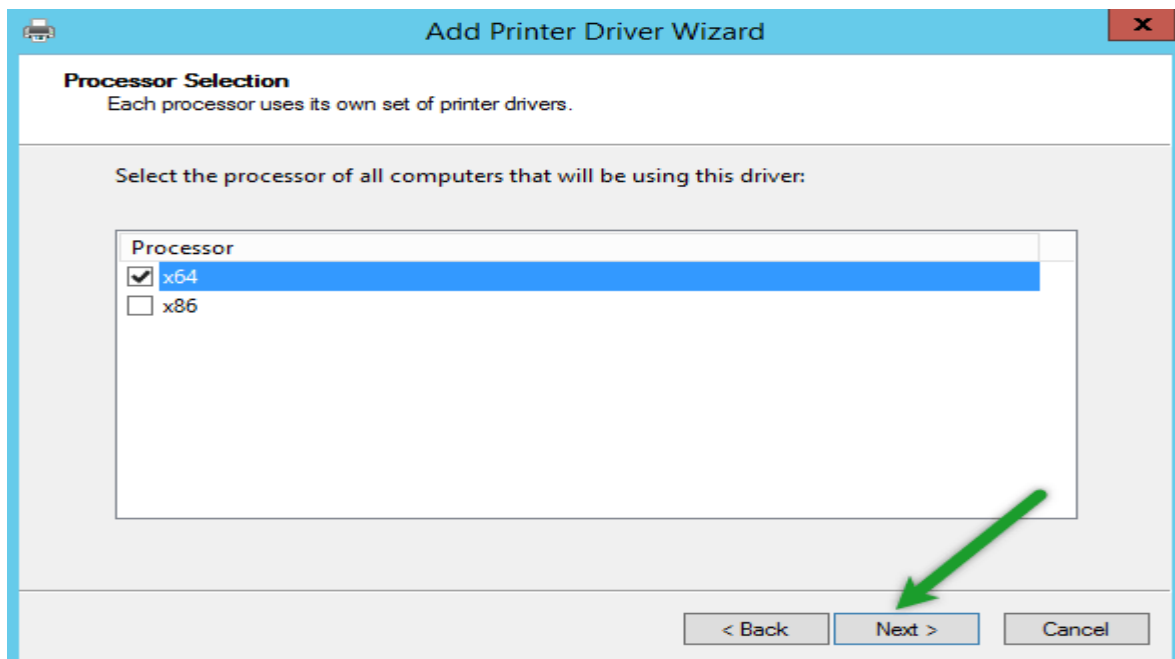 Add Printer Driver Wizard
x
Processor Selection
Each processor uses its own set of printer drivers.
Select the processor of all computers that will be using this driver:
Processor
x64
x86
< Back
Next >
Cancel